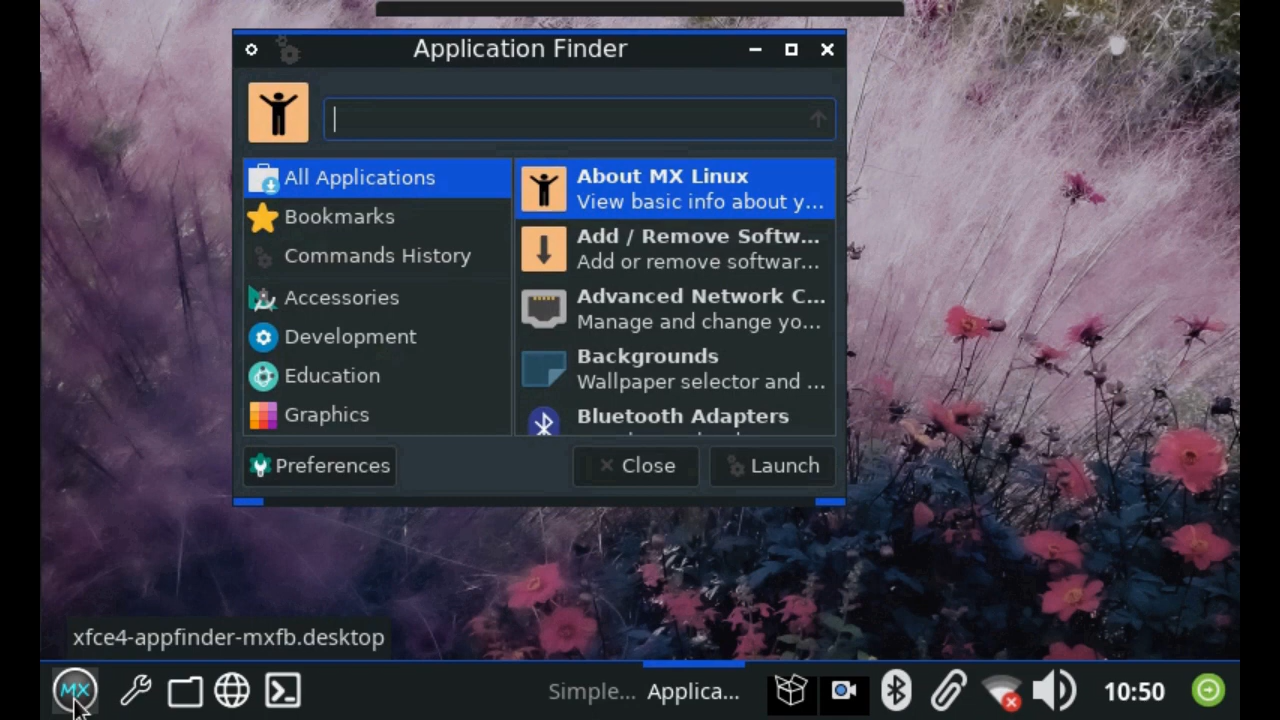 Application Finder
All Applications
Bookmarks
Commands History
Accessories
Development
Education
Graphics
About MX Linux
View basic info about y...
Add / Remove Softw...
Add or remove softwar...
Advanced Network C...
Manage and change yo...
Backgrounds
Wallpaper selector and ...
Bluetooth Adapters
Preferences
Close
Launch
xfce4-appfinder-mxfb.desktop
MX
Simple...
Applica...
10:50